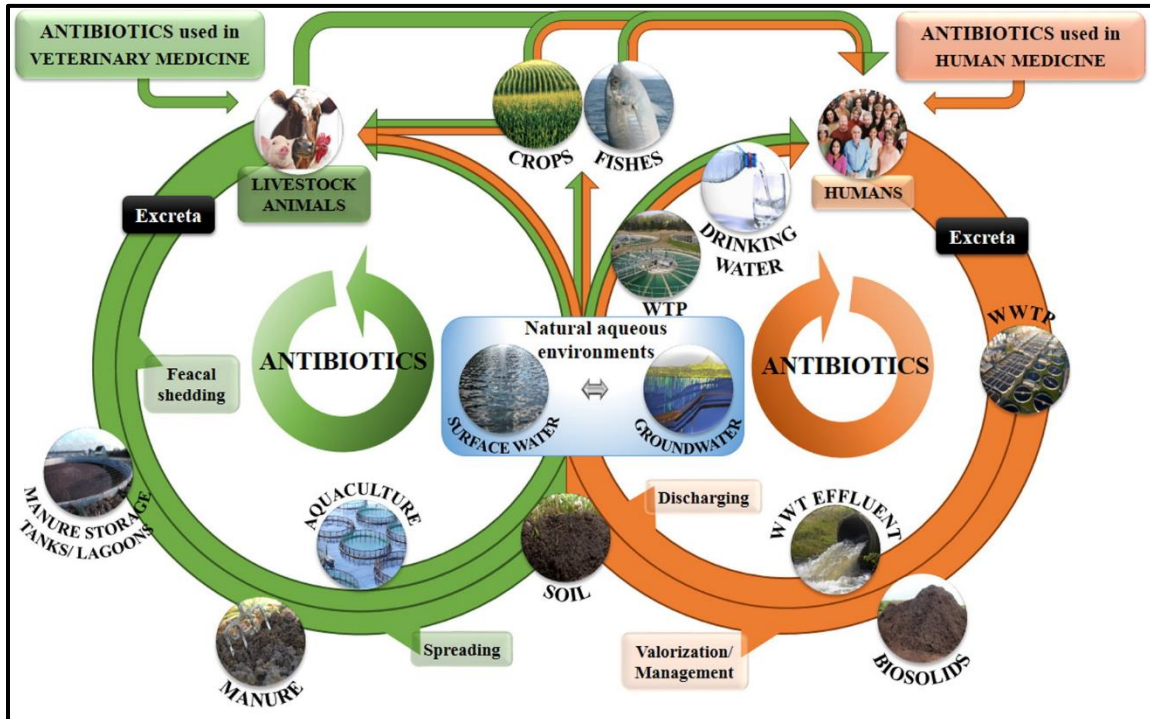 ANTIBIOTICS used in
VETERINARY MEDICINE
ANTIBIOTICS used in
HUMAN MEDICINE
CROPS
FISHES
LIVESTOCK
ANIMALS
HUMANS
Excreta
Excreta
DRINKING
WATER
WTP
WWTP
Natural aqueous
environments
ANTIBIOTICS
ANTIBIOTICS
SURFACE WATER
GROUNDWATER
Feacal
shedding
MANURE STORAGE
TANKS/ LAGOONS
AQUACULTURE
Discharging
WWT EFFLUENT
SOIL
Spreading
Valorization/
Management
MANURE
BIOSOLIDS